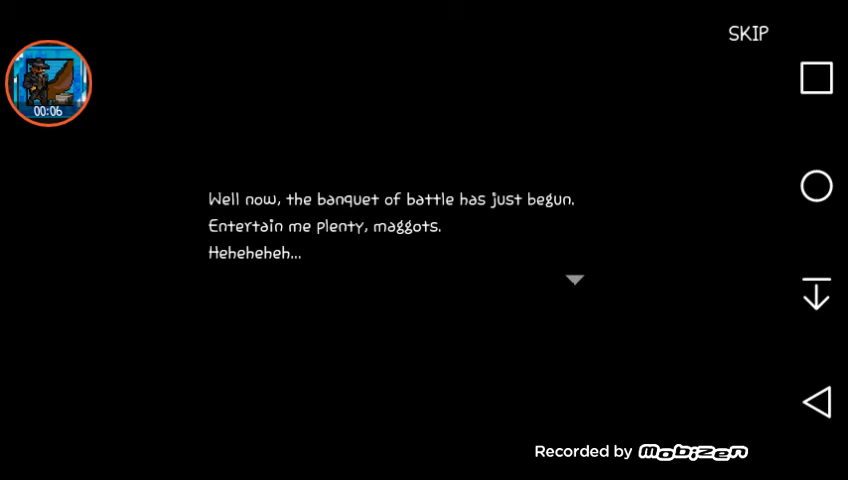 SKIP
00:06
Well now, the banquet of battle has just begun.
Entertain me plenty, maggots.
Heheheheh...
Recorded by Mobizen